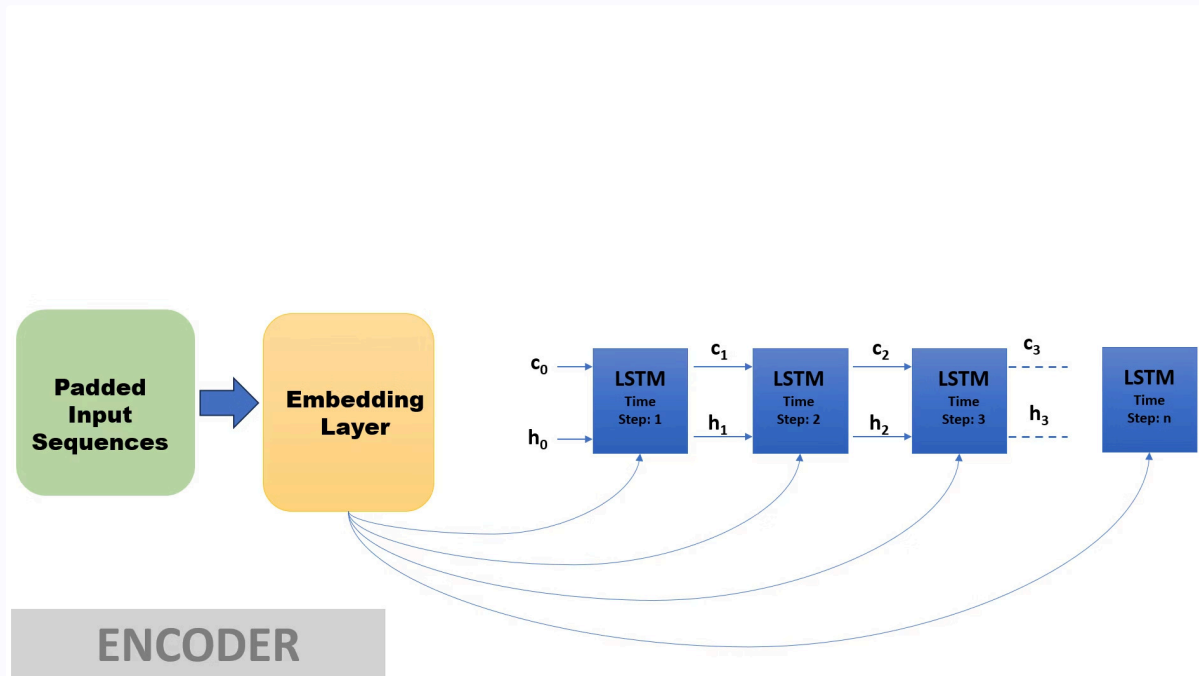 Padded
Input
Sequences
Embedding
Layer
c₀
h₀
LSTM
Time
Step: 1
c₁
h₁
LSTM
Time
Step: 2
c₂
h₂
LSTM
Time
Step: 3
c₃
h₃
LSTM
Time
Step: n
ENCODER